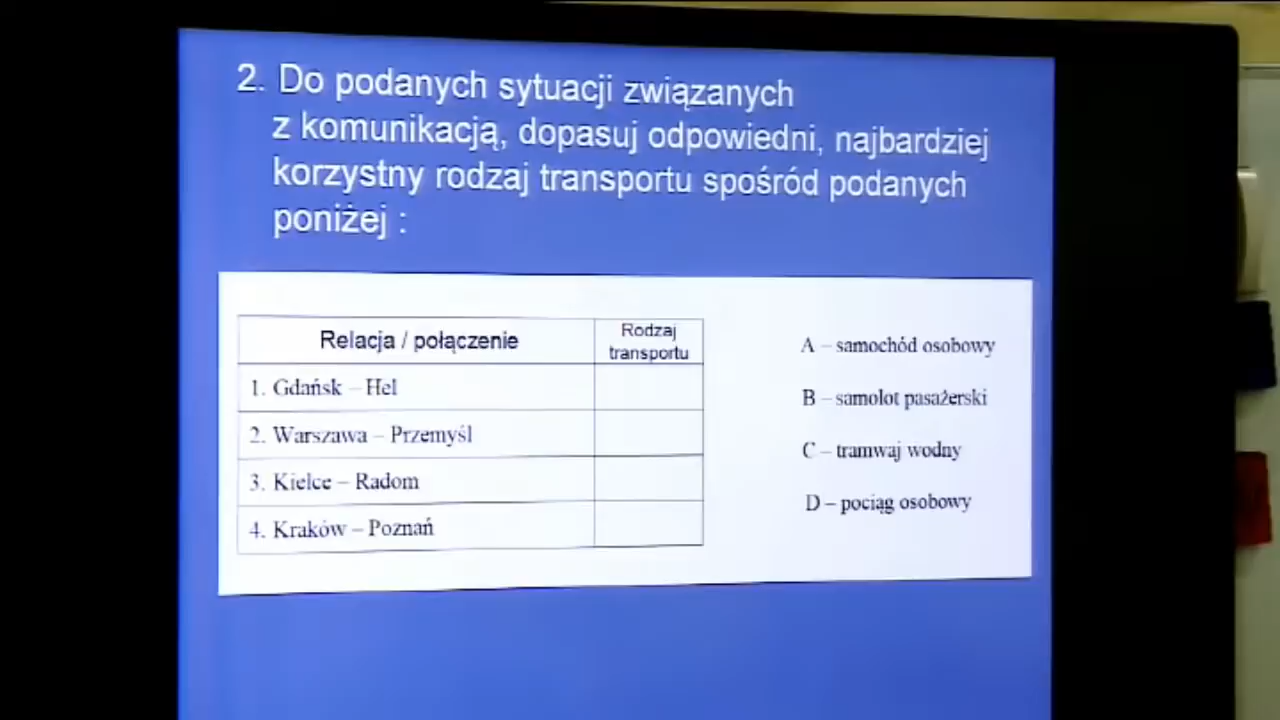 2. Do podanych sytuacji związanych
z komunikacją, dopasuj odpowiedni, najbardziej
korzystny rodzaj transportu spośród podanych
poniżej :
Relacja / połączenie
Rodzaj
transportu
1. Gdańsk – Hel
2. Warszawa – Przemyśl
3. Kielce – Radom
4. Kraków – Poznań
A – samochód osobowy
B – samolot pasażerski
C – tramwaj wodny
D – pociąg osobowy